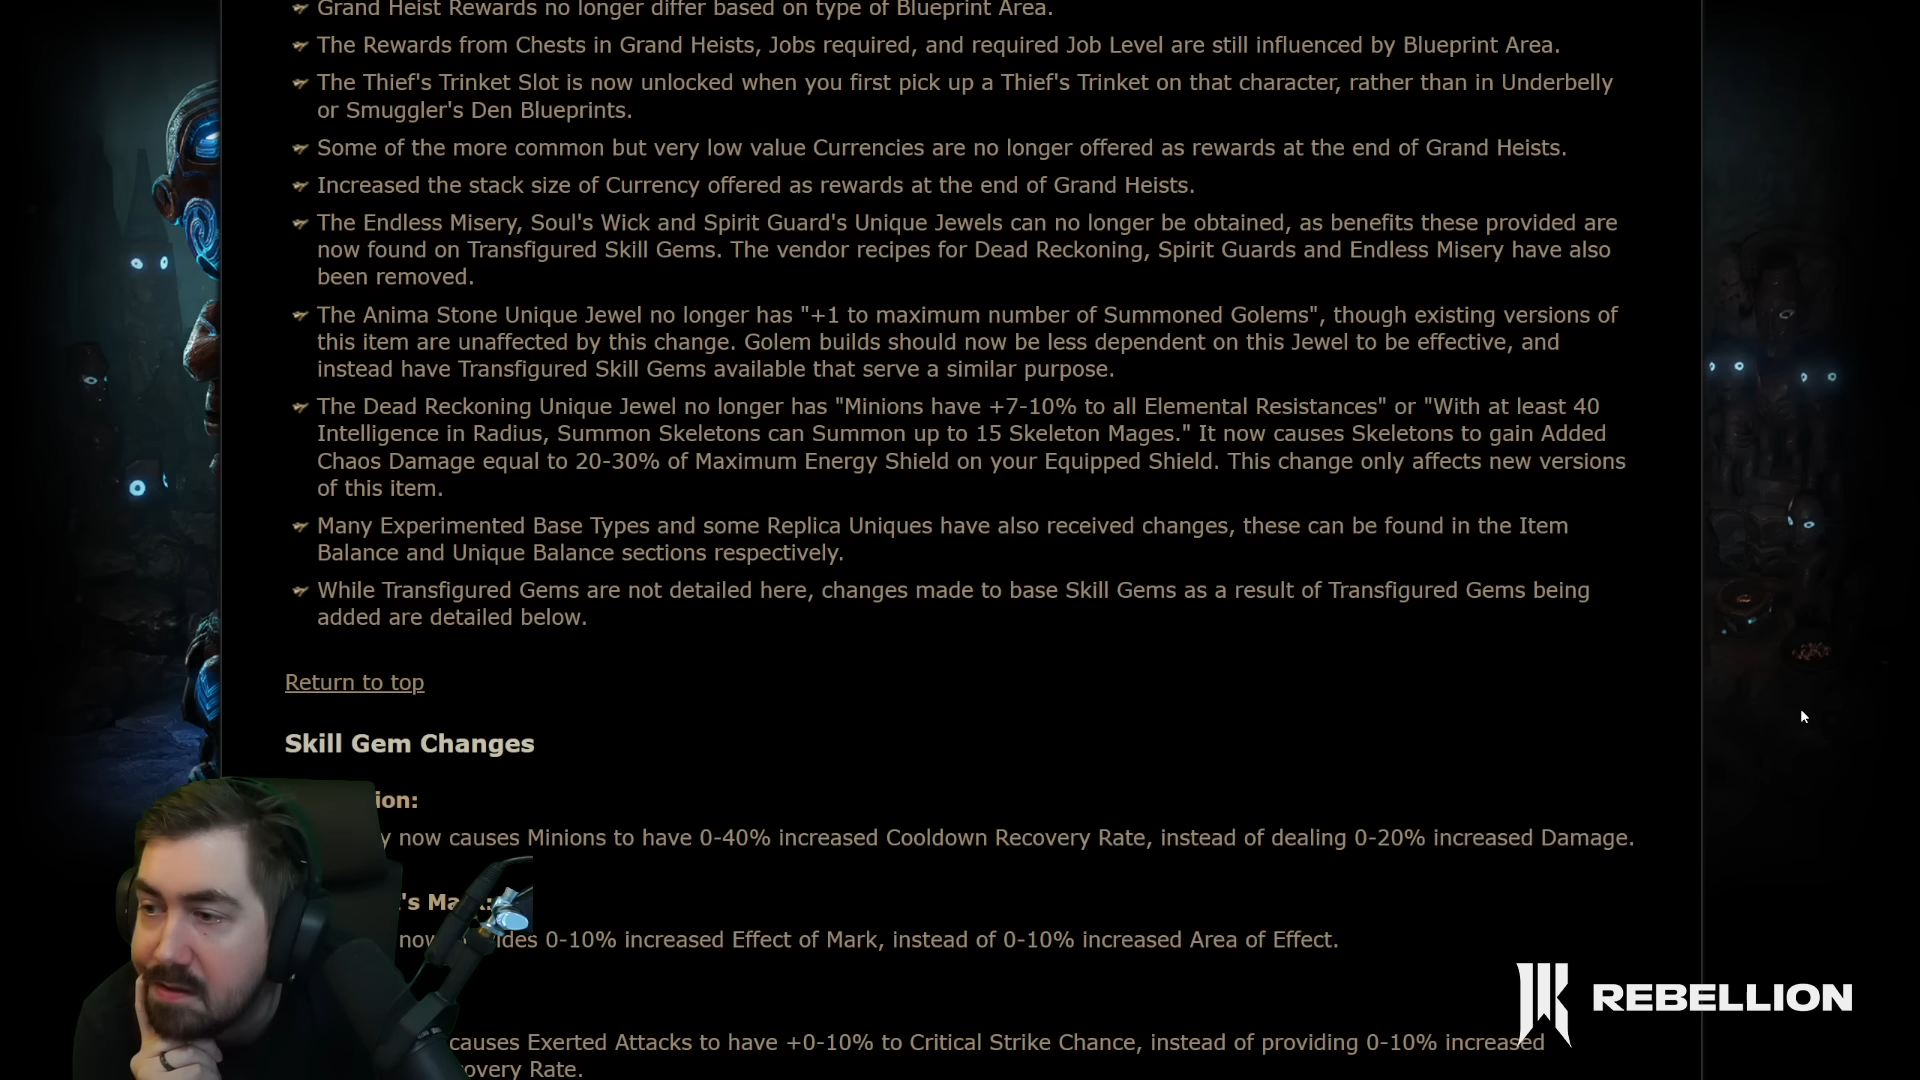 Grand Heist Rewards no longer differ based on type of Blueprint Area.
The Rewards from Chests in Grand Heists, Jobs required, and required Job Level are still influenced by Blueprint Area.
The Thief's Trinket Slot is now unlocked when you first pick up a Thief's Trinket on that character, rather than in Underbelly
or Smuggler's Den Blueprints.
Some of the more common but very low value Currencies are no longer offered as rewards at the end of Grand Heists.
Increased the stack size of Currency offered as rewards at the end of Grand Heists.
The Endless Misery, Soul's Wick and Spirit Guard's Unique Jewels can no longer be obtained, as benefits these provided are
now found on Transfigured Skill Gems. The vendor recipes for Dead Reckoning, Spirit Guards and Endless Misery have also
been removed.
The Anima Stone Unique Jewel no longer has "+1 to maximum number of Summoned Golems", though existing versions of
this item are unaffected by this change. Golem builds should now be less dependent on this Jewel to be effective, and
instead have Transfigured Skill Gems available that serve a similar purpose.
The Dead Reckoning Unique Jewel no longer has "Minions have +7-10% to all Elemental Resistances" or "With at least 40
Intelligence in Radius, Summon Skeletons can Summon up to 15 Skeleton Mages." It now causes Skeletons to gain Added
Chaos Damage equal to 20-30% of Maximum Energy Shield on your Equipped Shield. This change only affects new versions
of this item.
Many Experimented Base Types and some Replica Uniques have also received changes, these can be found in the Item
Balance and Unique Balance sections respectively.
While Transfigured Gems are not detailed here, changes made to base Skill Gems as a result of Transfigured Gems being
added are detailed below.
Return to top
Skill Gem Changes
ion:
y now causes Minions to have 0-40% increased Cooldown Recovery Rate, instead of dealing 0-20% increased Damage.
's Ma
now ides 0-10% increased Effect of Mark, instead of 0-10% increased Area of Effect.
causes Exerted Attacks to have +0-10% to Critical Strike Chance, instead of providing 0-10% increased
overy Rate.
REBELLION